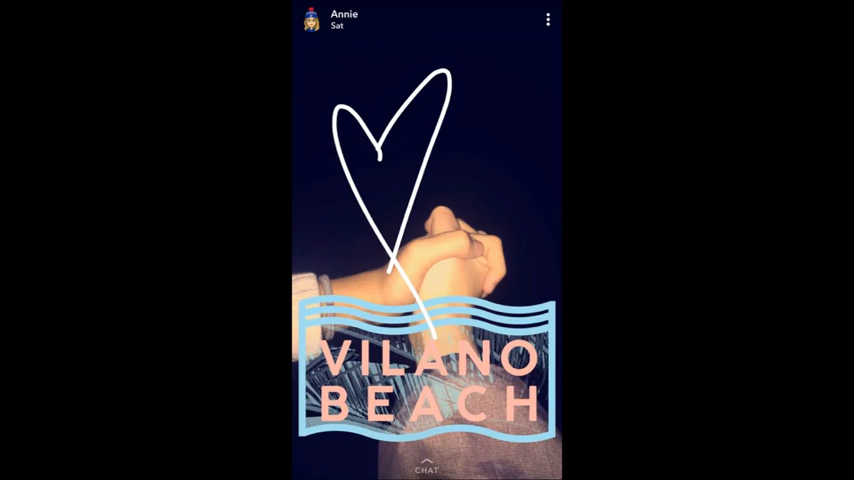 Annie
Sat
VILANO
BEACH
CHAT